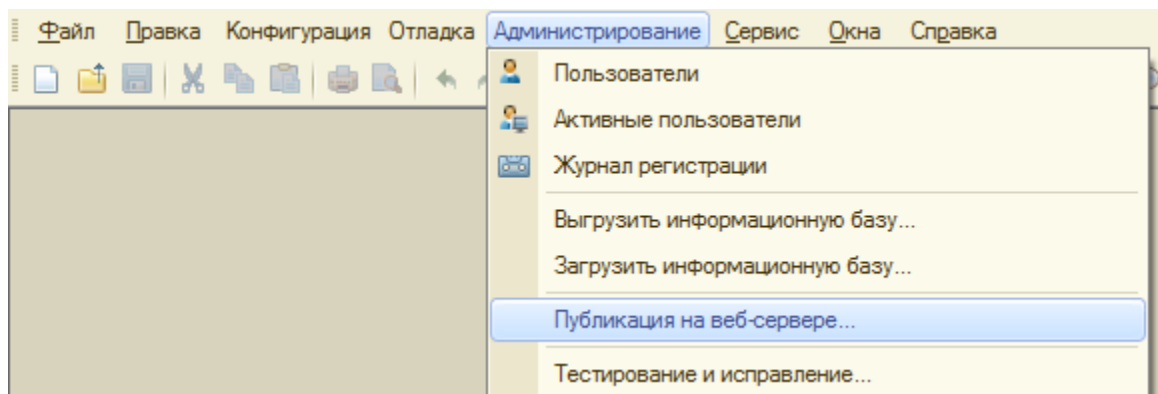 Файл Правка Конфигурация Отладка Администрирование Сервис Окна Справка
Пользователи
Активные пользователи
Журнал регистрации
Выгрузить информационную базу...
Загрузить информационную базу...
Публикация на веб-сервере...
Тестирование и исправление...